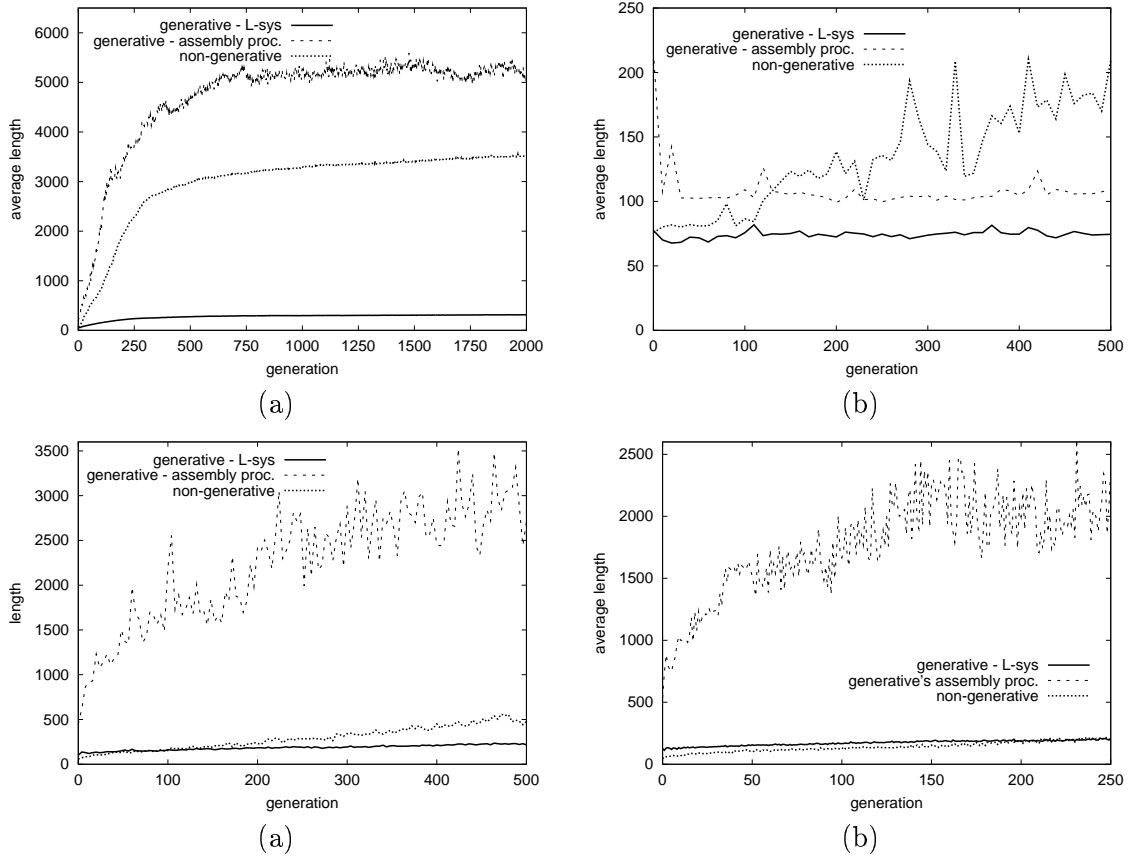 generative - L-sys
generative - assembly proc.
non-generative
average length
6000
5000
4000
3000
2000
1000
0
0 250 500 750 1000 1250 1500 1750 2000
generation
(a)
generative - L-sys
generative - assembly proc.
non-generative
average length
250
200
150
100
50
0
0 100 200 300 400 500
generation
(b)
generative - L-sys
generative - assembly proc.
non-generative
length
3500
3000
2500
2000
1500
1000
500
0
0 100 200 300 400 500
generation
(a)
average length
2500
2000
1500
1000
500
0
generative - L-sys
generative's assembly proc.
non-generative
0 50 100 150 200 250
generation
(b)